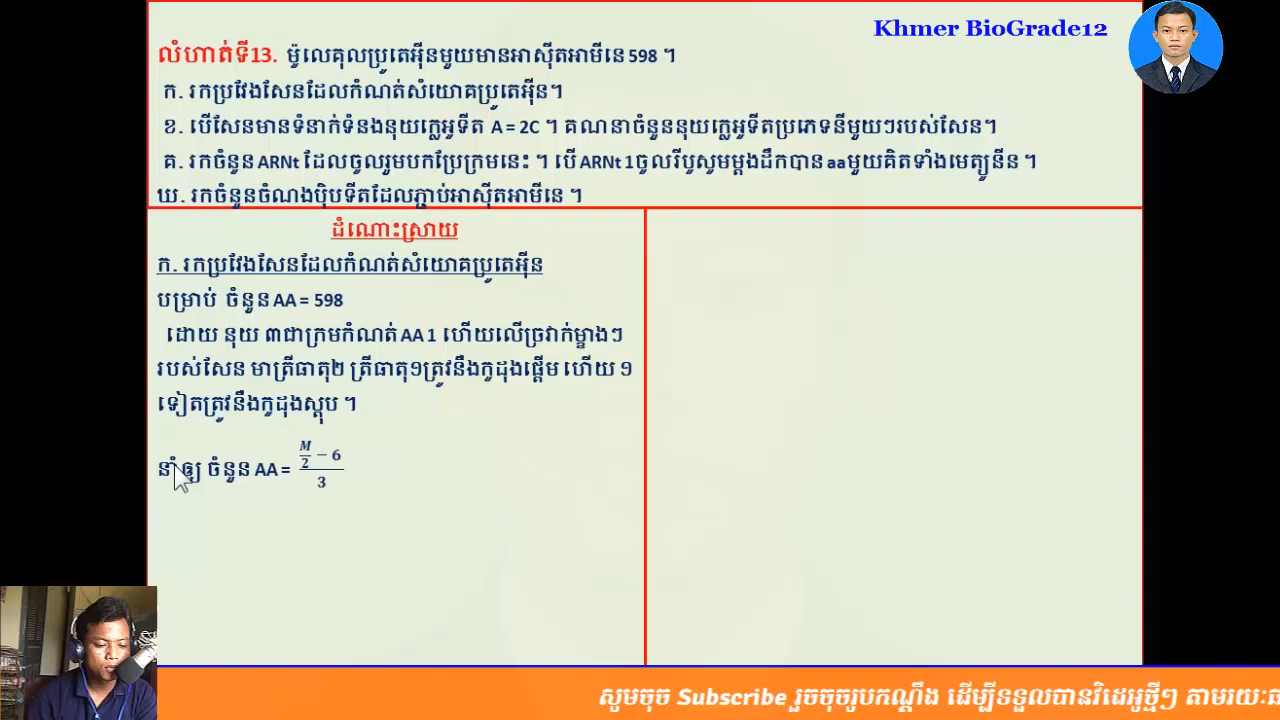 Khmer BioGrade12
លំហាត់ទី13. ម៉ូលេគុលប្រូតេអ៊ីនមួយមានអាស៊ីតអាមីនេ 598 ។
ក. រកប្រវែងសែនដែលកំណត់សំយោគប្រូតេអ៊ីន។
ខ. បើសែនមានទំនាក់ទំនងនុយក្លេអូទីត A = 2C ។ គណនាចំនួននុយក្លេអូទីតប្រភេទនីមួយៗរបស់សែន។
គ. រកចំនួន ARNt ដែលចូលរួមបកប្រែក្រមនេះ ។ បើ ARNt 1ចូលរីបូសូមម្តងដឹកបាន aaមួយគិតទាំងមេត្យូនីន ។
ឃ. រកចំនួនចំណងប៉ិបទីតដែលភ្ជាប់អាស៊ីតអាមីនេ ។
ដំណោះស្រាយ
ក. រកប្រវែងសែនដែលកំណត់សំយោគប្រូតេអ៊ីន
បម្រាប់ ចំនួន AA = 598
ដោយ នុយ ៣ជាក្រមកំណត់ AA 1 ហើយលើច្រវាក់ម្ខាងៗ
របស់សែន មាត្រីធាតុ២ ត្រីធាតុ១ត្រូវនឹងកូដុងផ្តើម ហើយ ១
ទៀតត្រូវនឹងកូដុងស្តុប ។
នាំឲ្យ ចំនួន AA = (M/2 − 6)/3
សូមចុច Subscribe រួចចុចរូបកណ្តឹង ដើម្បីទទួលបានវិដេអូថ្មីៗ តាមរយៈឆ